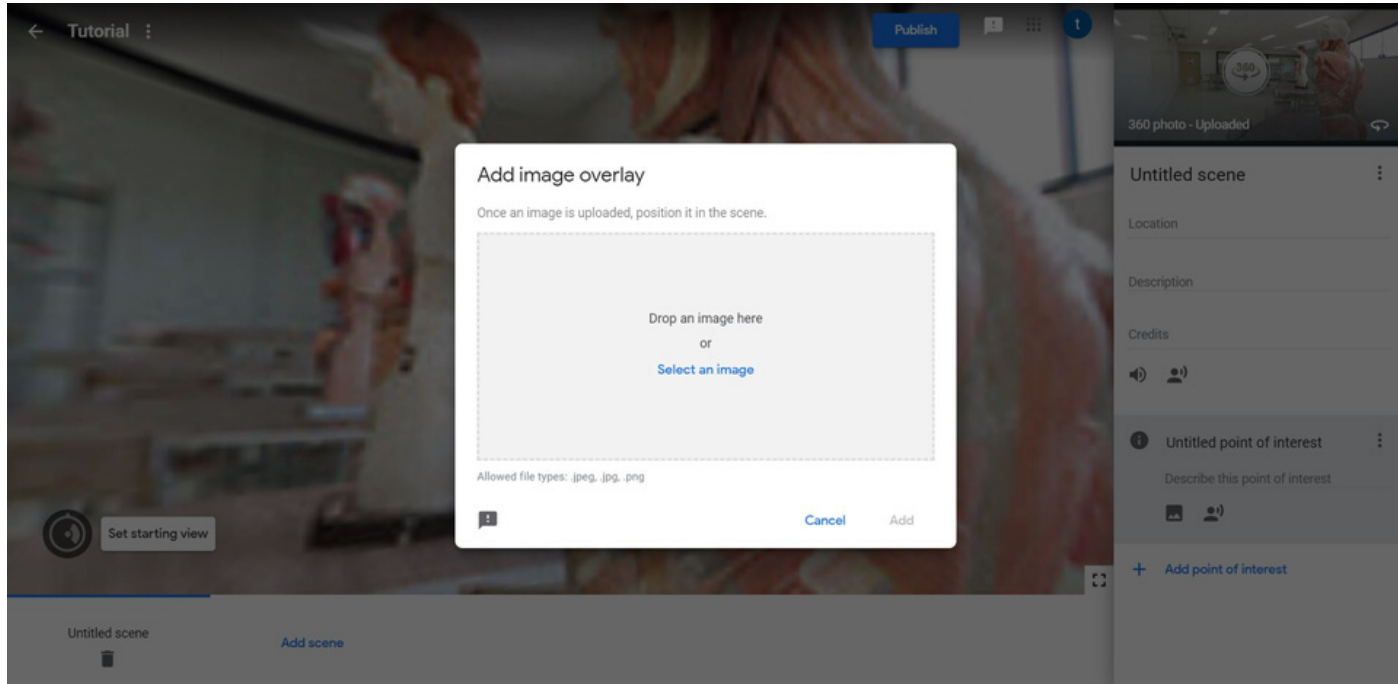 Tutorial
Publish
t
360
360 photo - Uploaded
Add image overlay
Once an image is uploaded, position it in the scene.
Drop an image here
or
Select an image
Allowed file types: .jpeg, .jpg, .png
Cancel
Add
Set starting view
Untitled scene
Add scene
Untitled scene
Location
Description
Credits
Untitled point of interest
Describe this point of interest
+ Add point of interest